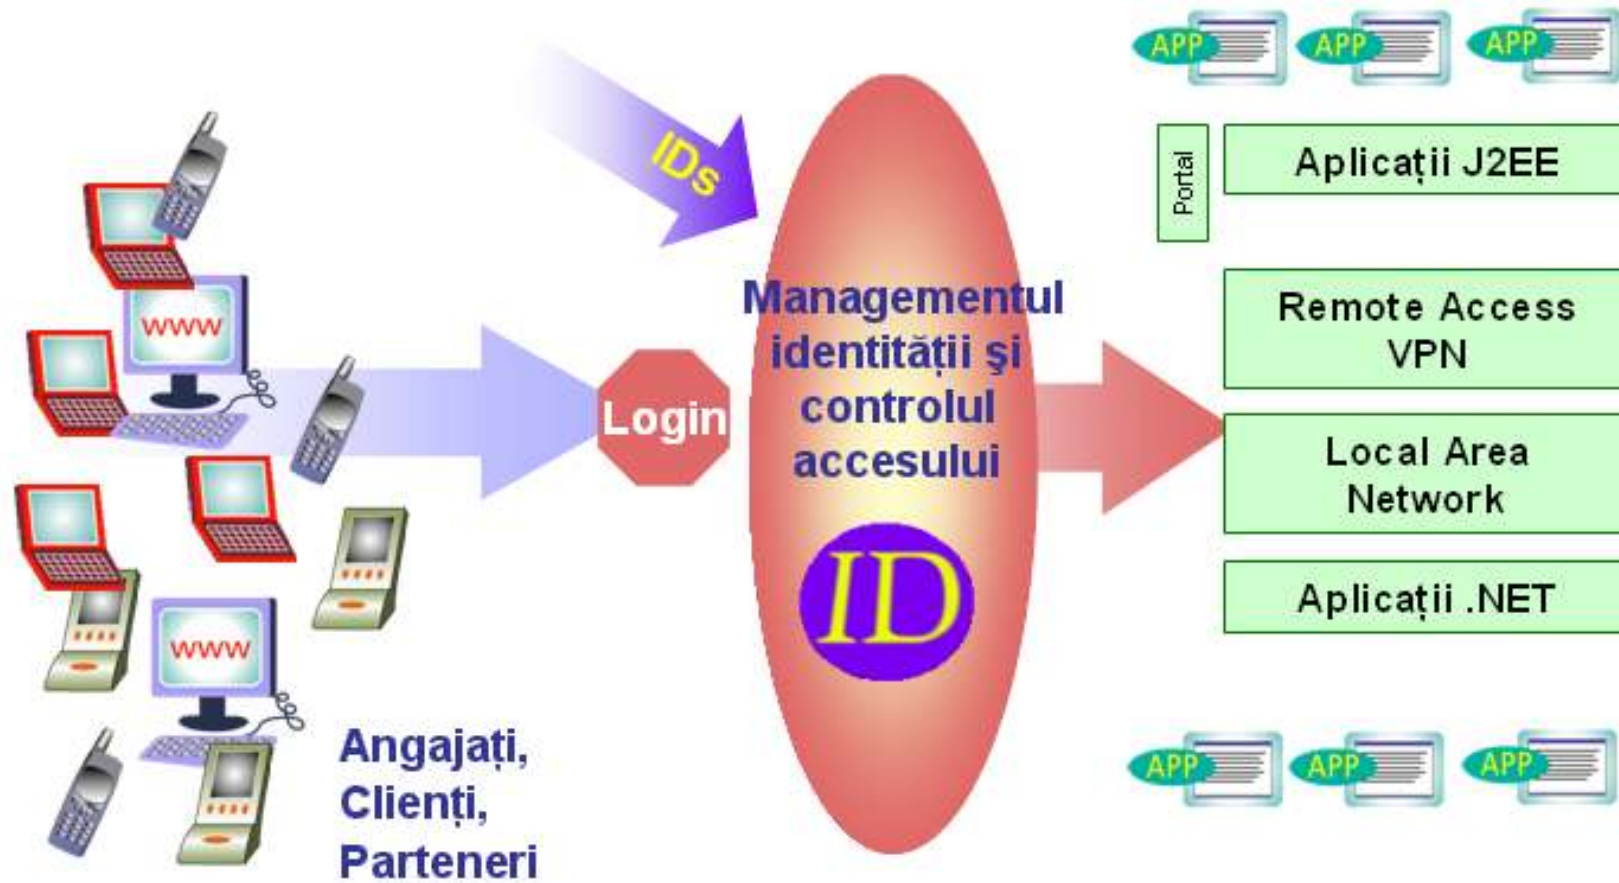 APP
APP
APP
IDs
Portal
Aplicații J2EE
WWW
Managementul
identității şi
controlul
accesului
Login
Remote Access
VPN
Local Area
Network
ID
Aplicații .NET
WWW
Angajați,
Clienți,
Parteneri
APP
APP
APP